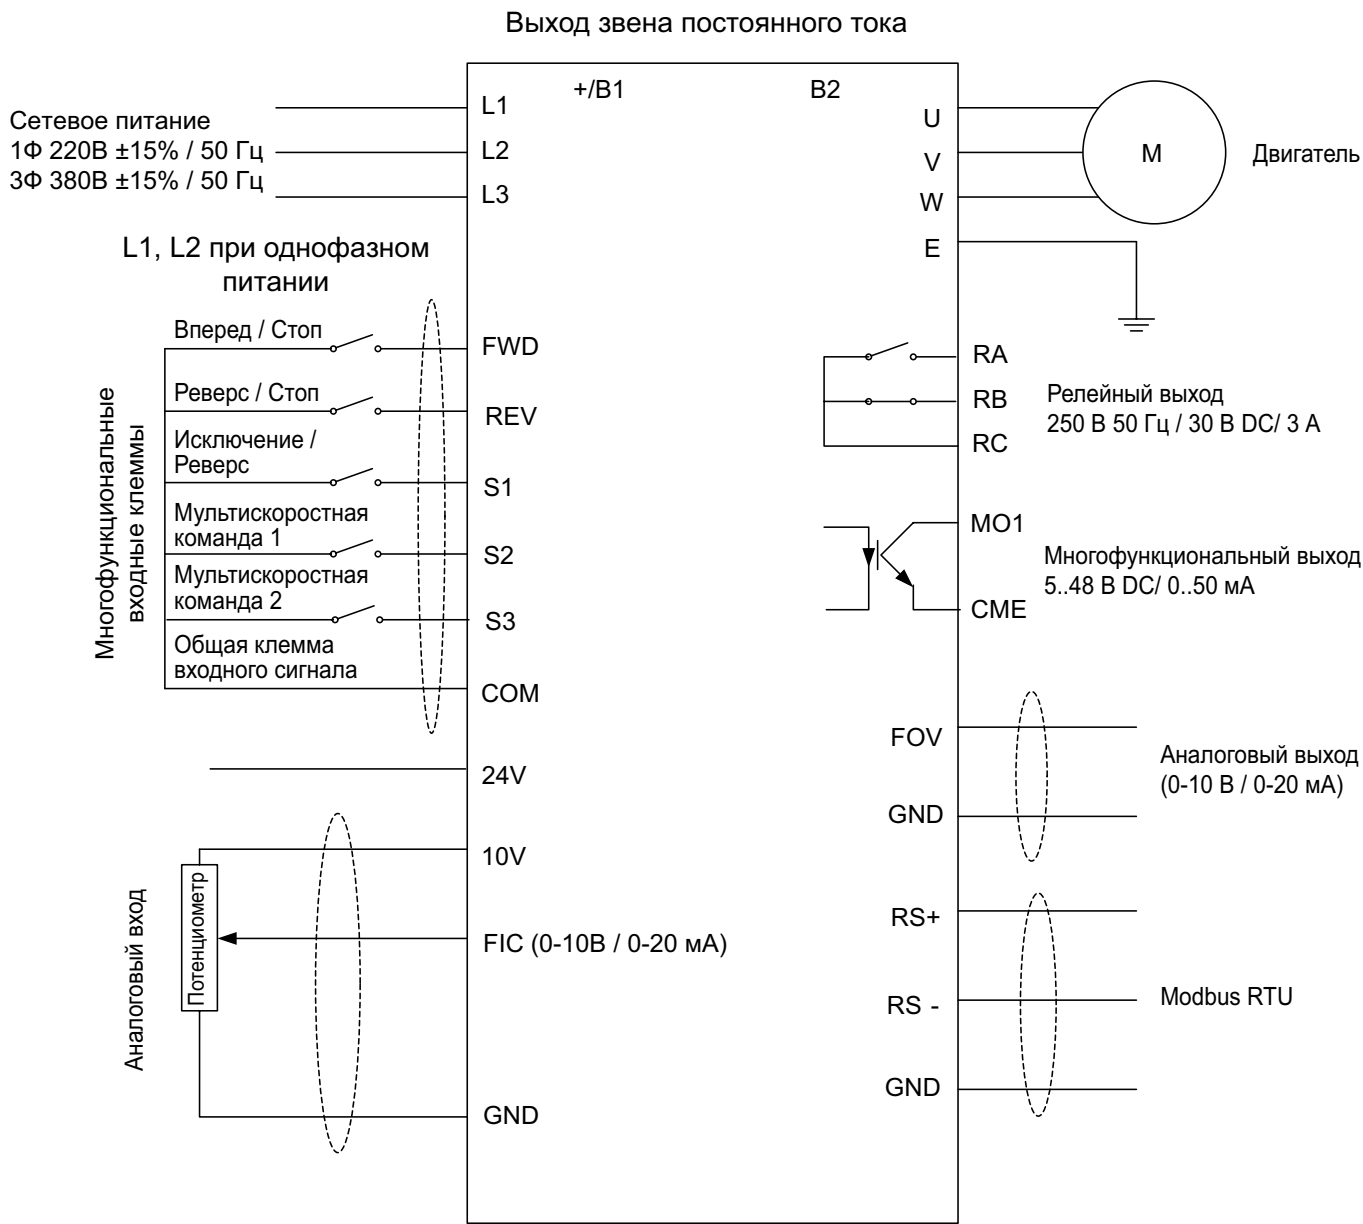 Выход звена постоянного тока
+/B1
B2
Сетевое питание
1Ф 220В ±15% / 50 Гц
3Ф 380В ±15% / 50 Гц
L1
L2
L3
L1, L2 при однофазном
питании
U
V
W
E
M
Двигатель
Многофункциональные
входные клеммы
Вперед / Стоп
FWD
Реверс / Стоп
REV
Исключение /
Реверс
S1
Мультискоростная
команда 1
S2
Мультискоростная
команда 2
S3
Общая клемма
входного сигнала
COM
24V
RA
RB
RC
Релейный выход
250 В 50 Гц / 30 В DC/ 3 А
MO1
CME
Многофункциональный выход
5..48 В DC/ 0..50 мА
FOV
GND
Аналоговый выход
(0-10 В / 0-20 мА)
Аналоговый вход
Потенциометр
10V
FIC (0-10В / 0-20 мА)
GND
RS+
RS -
GND
Modbus RTU